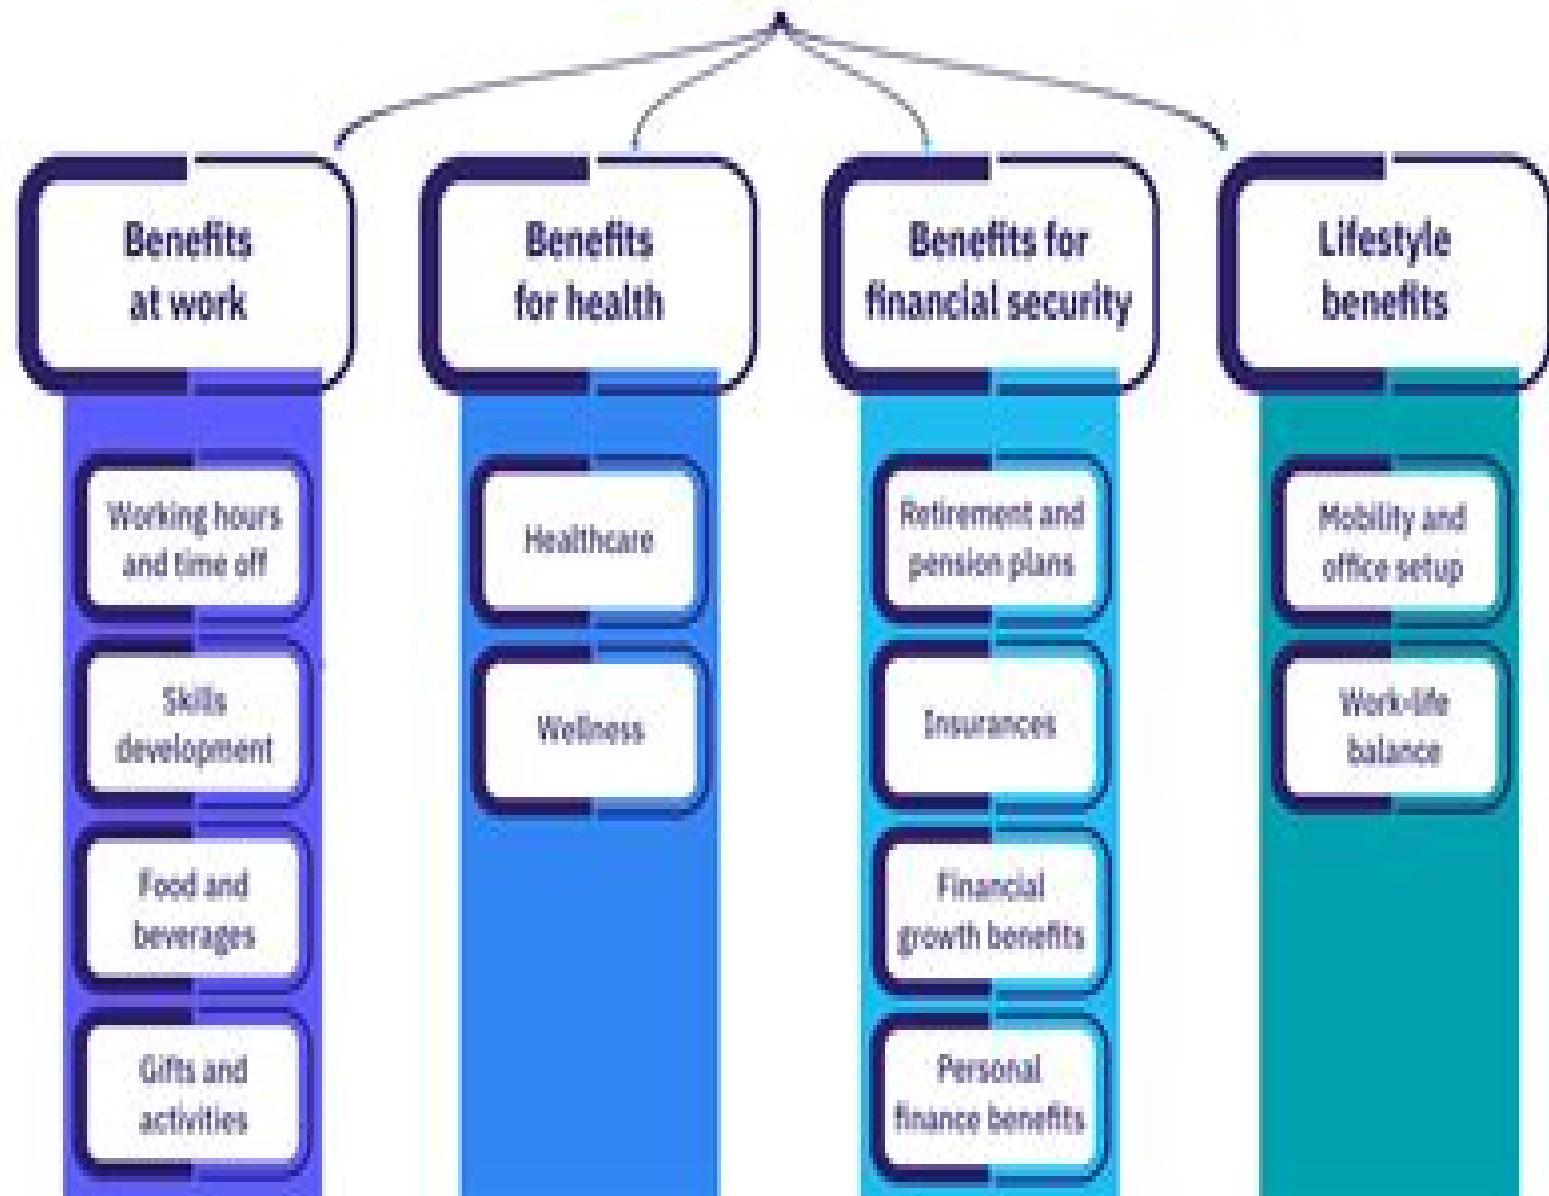 Benefits
at work
Working hours
and time off
Skills
development
Food and
beverages
Gifts and
activities
Benefits
for health
Healthcare
Wellness
Benefits for
financial security
Retirement and
pension plans
Insurances
Financial
growth benefits
Personal
finance benefits
Lifestyle
benefits
Mobility and
office setup
Work-life
balance